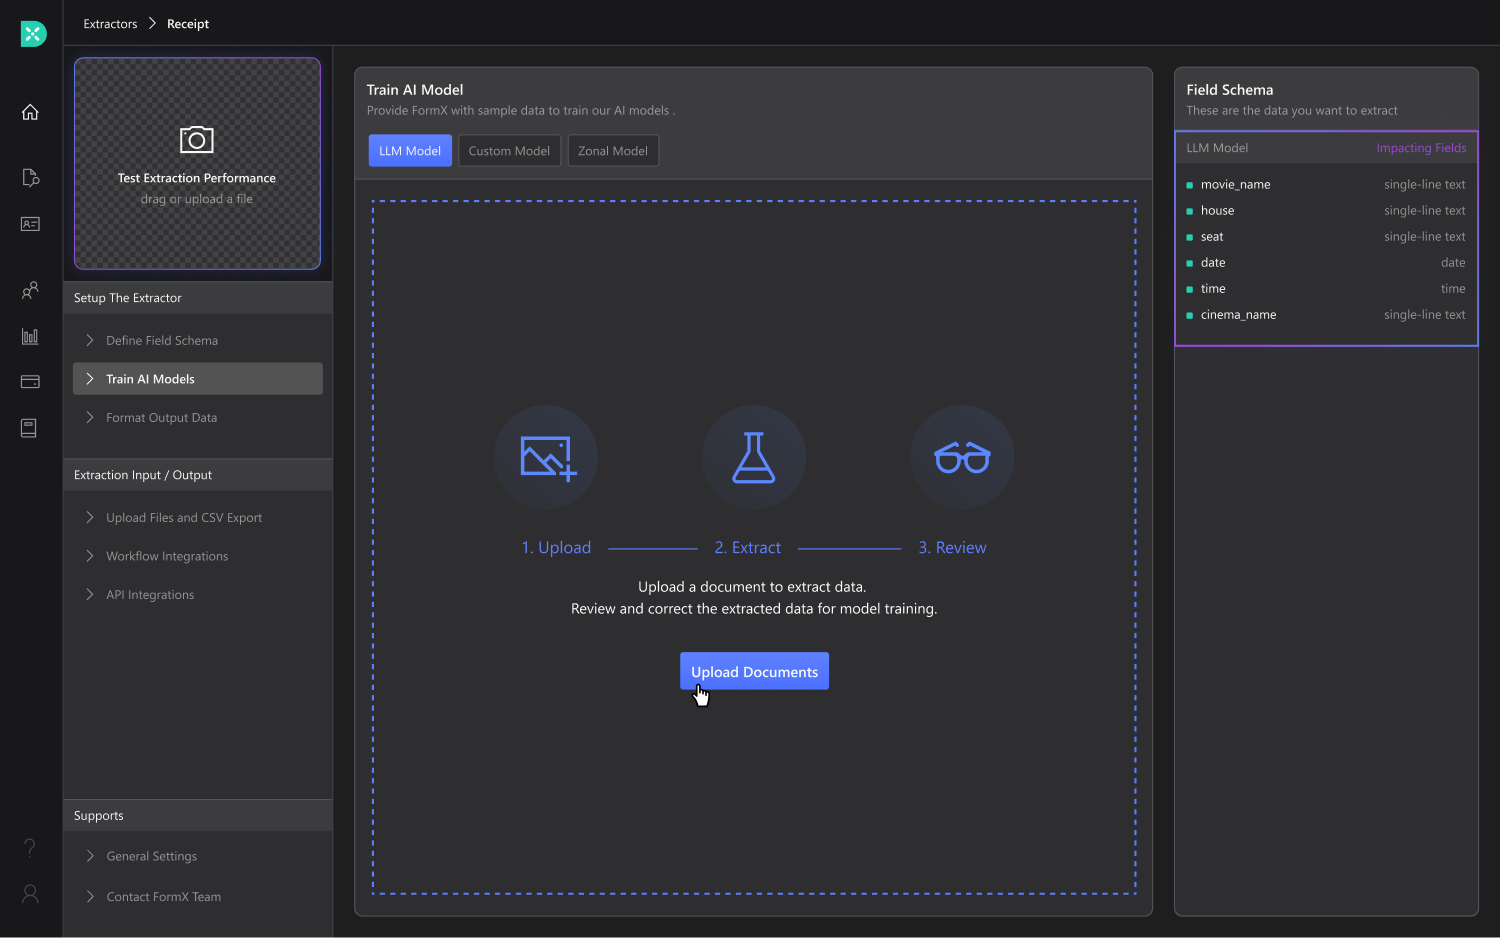 Extractors > Receipt
Test Extraction Performance
drag or upload a file
Setup The Extractor
Define Field Schema
Train AI Models
Format Output Data
Extraction Input / Output
Upload Files and CSV Export
Workflow Integrations
API Integrations
Supports
General Settings
Contact FormX Team
Train AI Model
Provide FormX with sample data to train our AI models .
LLM Model Custom Model Zonal Model
1. Upload 2. Extract 3. Review
Upload a document to extract data.
Review and correct the extracted data for model training.
Upload Documents
Field Schema
These are the data you want to extract
LLM Model Impacting Fields
movie_name single-line text
house single-line text
seat single-line text
date date
time time
cinema_name single-line text
?